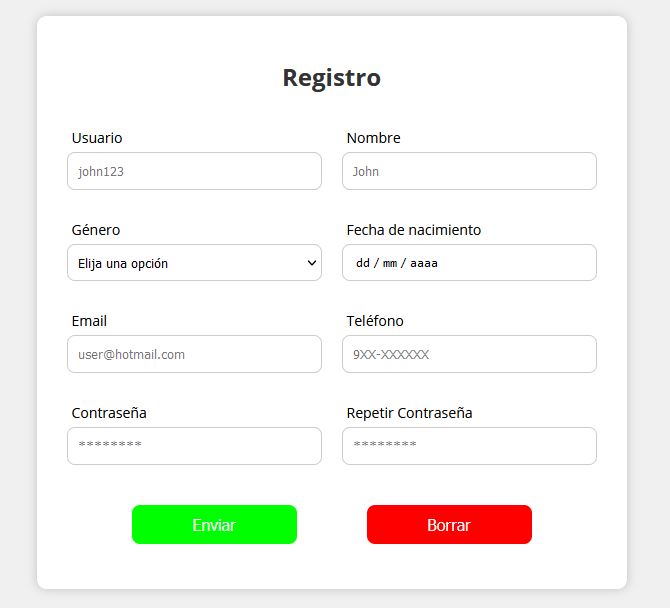 Registro
Usuario Nombre
john123 John
Género Fecha de nacimiento
Elija una opción dd / mm / aaaa
Email Teléfono
user@hotmail.com 9XX-XXXXXX
Contraseña Repetir Contraseña
******** ********
Enviar Borrar